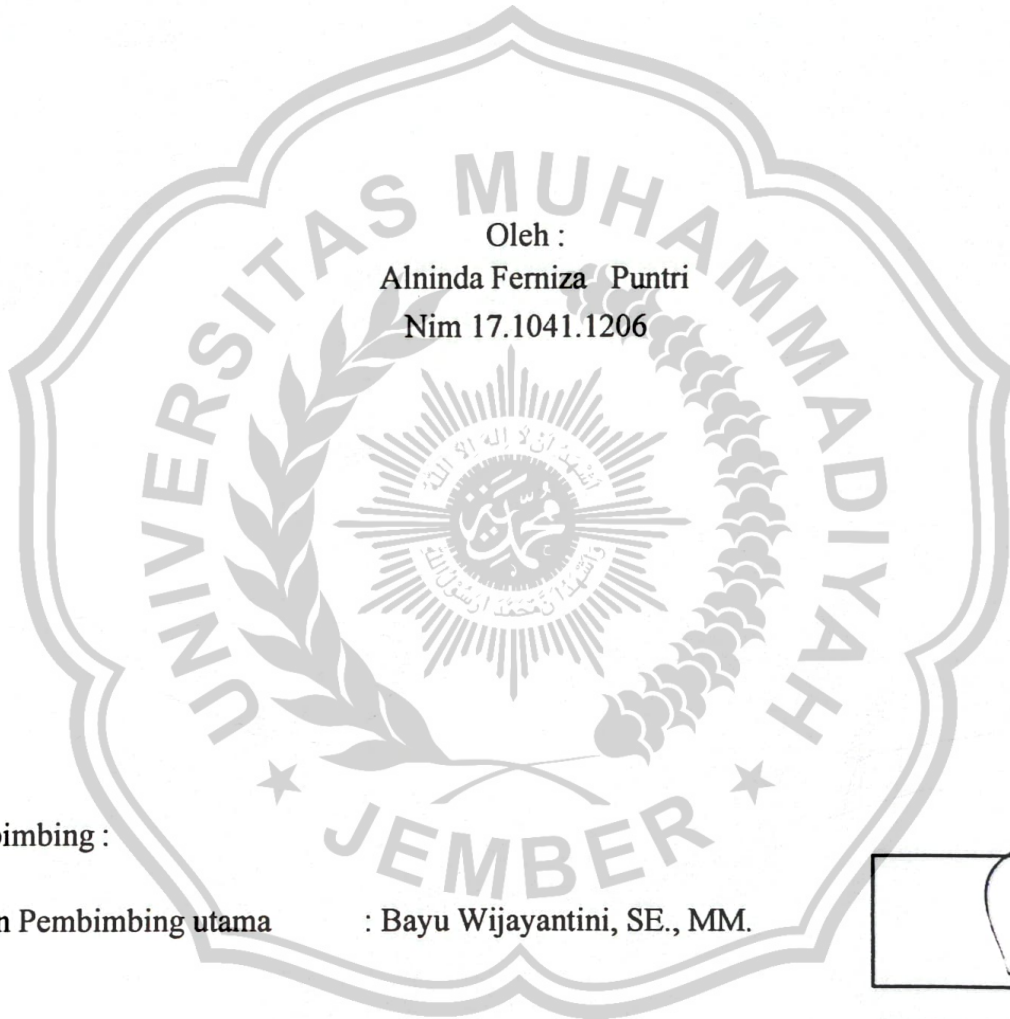 UNIVERSITAS MUHAMMADIYAH
Oleh :
Alninda Ferniza Puntri
Nim 17.1041.1206
JEMBER
bimbing :
n Pembimbing utama : Bayu Wijayantini, SE., MM.